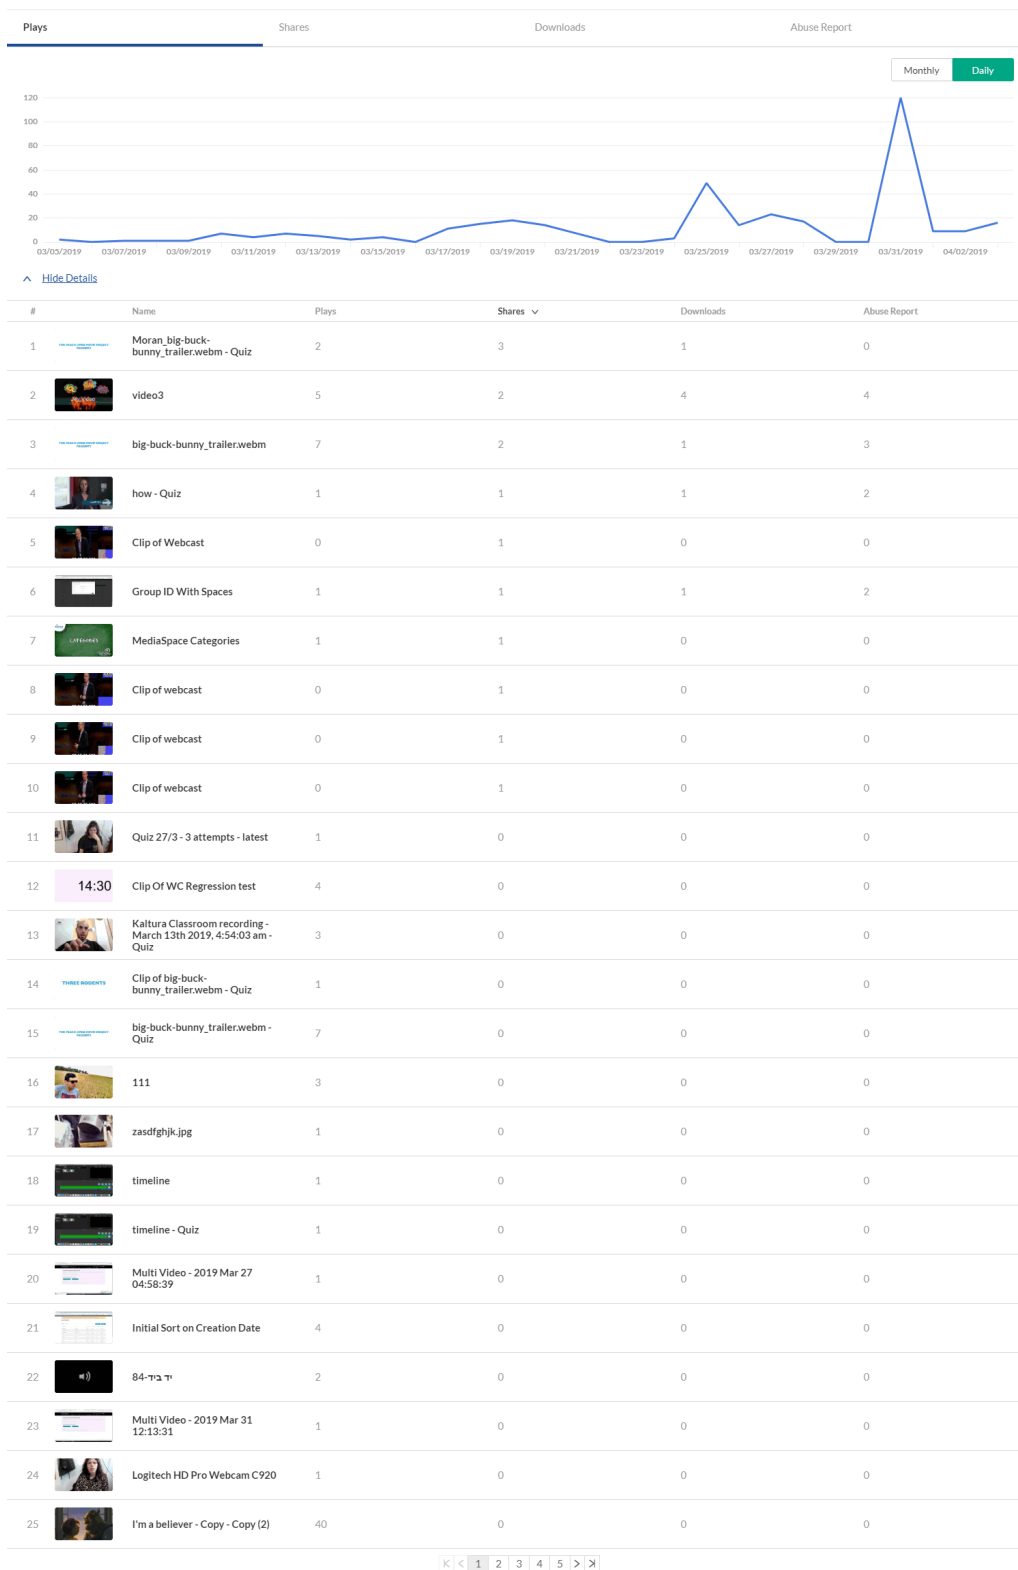 Plays Shares Downloads Abuse Report
Monthly Daily
120
100
80
60
40
20
0
03/05/2019 03/07/2019 03/09/2019 03/11/2019 03/13/2019 03/15/2019 03/17/2019 03/19/2019 03/21/2019 03/23/2019 03/25/2019 03/27/2019 03/29/2019 03/31/2019 04/02/2019
Hide Details
# Name Plays Shares Downloads Abuse Report
Moran_big-buck-
1 bunny_trailer.webm - Quiz 2 3 1 0
2 video3 5 2 4 4
3 big-buck-bunny_trailer.webm 7 2 1 3
4 how - Quiz 1 1 1 2
5 Clip of Webcast 0 1 0 0
6 Group ID With Spaces 1 1 1 2
7 CATEGORIES MediaSpace Categories 1 1 0 0
8 Clip of webcast 0 1 0 0
9 Clip of webcast 0 1 0 0
10 Clip of webcast 0 1 0 0
11 Quiz 27/3 - 3 attempts - latest 1 0 0 0
12 14:30 Clip Of WC Regression test 4 0 0 0
Kaltura Classroom recording -
13 March 13th 2019, 4:54:03 am - 3 0 0 0
Quiz
Clip of big-buck-
14 THREE RODENTS bunny_trailer.webm - Quiz 1 0 0 0
big-buck-bunny_trailer.webm -
15 Quiz 7 0 0 0
16 111 3 0 0 0
17 zasdfghjk.jpg 1 0 0 0
18 timeline 1 0 0 0
19 timeline - Quiz 1 0 0 0
Multi Video - 2019 Mar 27
20 04:58:39 1 0 0 0
21 Initial Sort on Creation Date 4 0 0 0
22 יד ביד-84 2 0 0 0
Multi Video - 2019 Mar 31
23 12:13:31 1 0 0 0
24 Logitech HD Pro Webcam C920 1 0 0 0
25 I'm a believer - Copy - Copy (2) 40 0 0 0
1 2 3 4 5